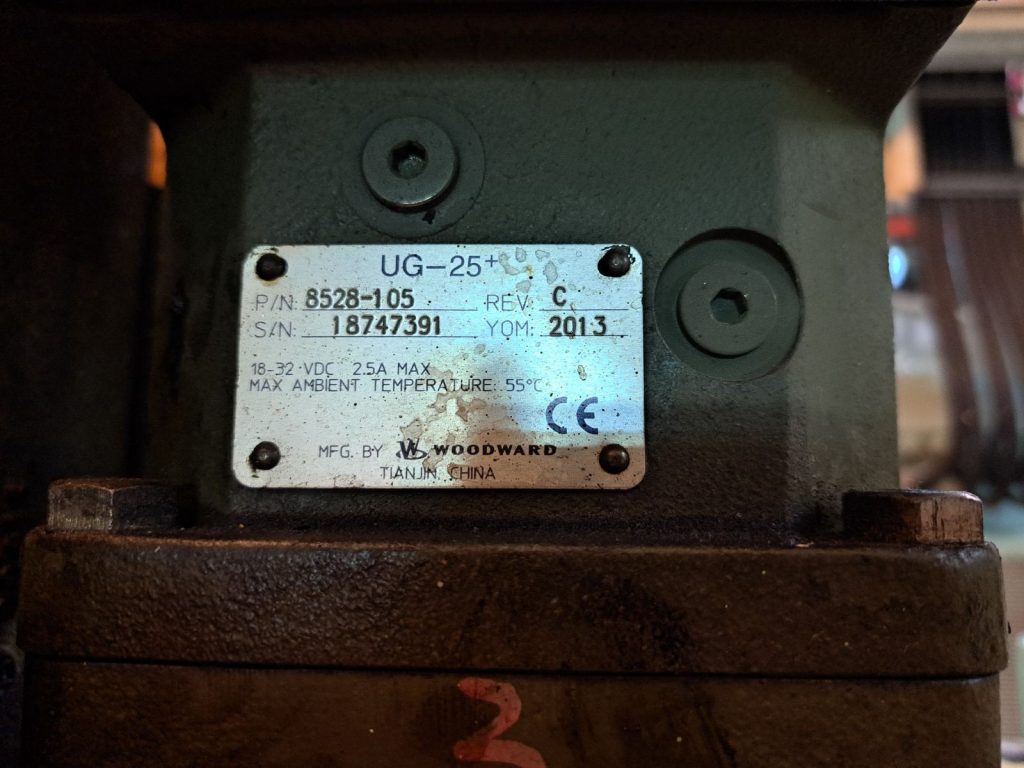 UG-25+
P/N 8528-105 REV C
S/N: 18747391 YOM: 2013
18-32 VDC 2.5A MAX
MAX AMBIENT TEMPERATURE: 55°C
CE
MFG. BY W WOODWARD
TIANJIN, CHINA
3